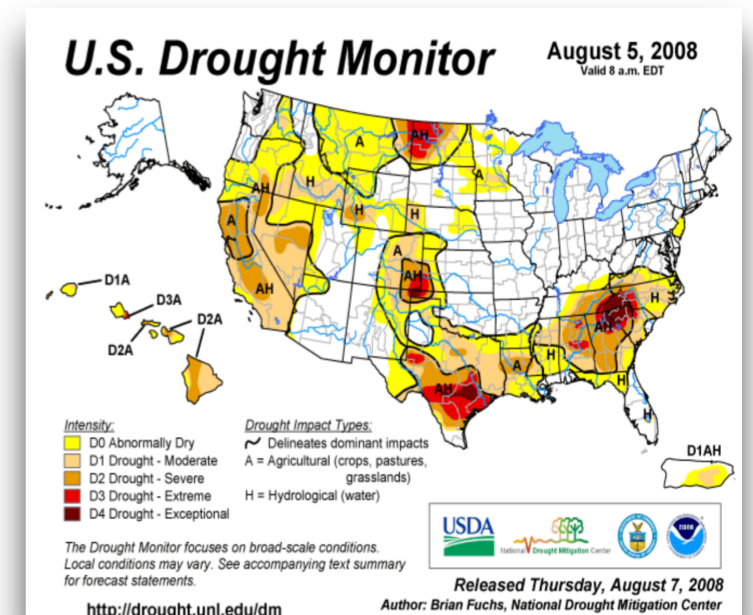 U.S. Drought Monitor
August 5, 2008
Valid 8 a.m. EDT
AH
A
A
H
AH
H
H
A
A
AH
AH
H
AH
H
A
AH
H
H
D1A
D3A
D2A
D2A
D1AH
Intensity:
D0 Abnormally Dry
D1 Drought - Moderate
D2 Drought - Severe
D3 Drought - Extreme
D4 Drought - Exceptional
Drought Impact Types:
Delineates dominant impacts
A = Agricultural (crops, pastures,
grasslands)
H = Hydrological (water)
The Drought Monitor focuses on broad-scale conditions.
Local conditions may vary. See accompanying text summary
for forecast statements.
http://drought.unl.edu/dm
USDA
National Drought Mitigation Center
noaa
Released Thursday, August 7, 2008
Author: Brian Fuchs, National Drought Mitigation Center